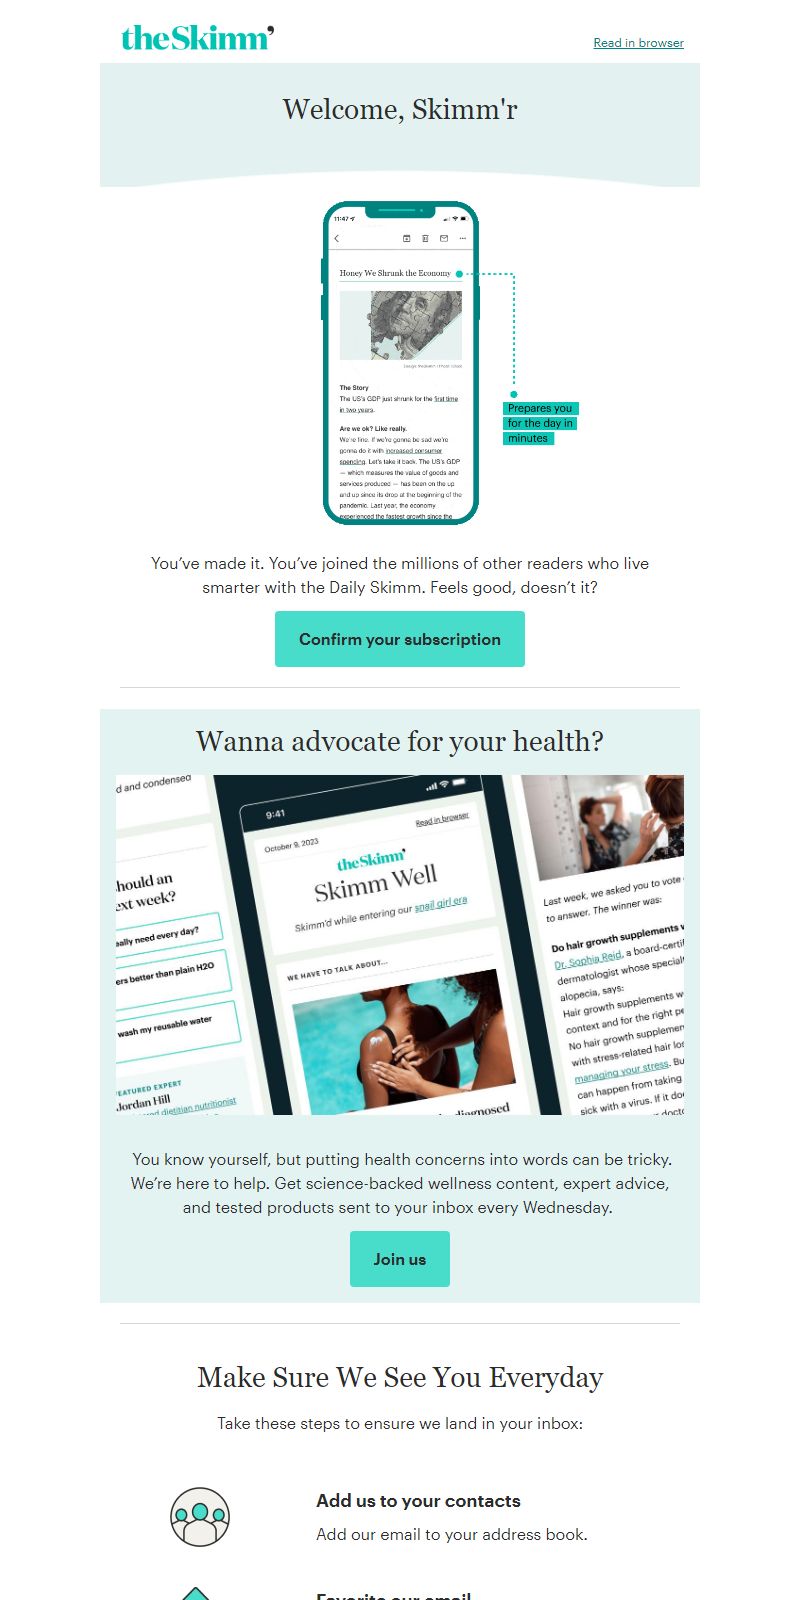 theSkimm’
Read in browser
Welcome, Skimm'r
11:47
Honey We Shrunk the Economy
The Story
The US's GDP just shrunk for the first time
in two years.
Are we ok? Like really.
We're fine. If we're gonna be sad we're
gonna do it with increased consumer
spending. Let's take it back. The US's GDP
— which measures the value of goods and
services produced — has been on the up
and up since its drop at the beginning of the
pandemic. Last year, the economy
experienced the fastest growth since the
Prepares you
for the day in
minutes
You’ve made it. You’ve joined the millions of other readers who live
smarter with the Daily Skimm. Feels good, doesn’t it?
Confirm your subscription
Wanna advocate for your health?
d and condensed
hould an
ext week?
eally need every day?
ers better than plain H2O
wash my reusable water
FEATURED EXPERT
Jordan Hill
dietitian nutritionist
9:41
October 9, 2023
Read in browser
theSkimm’
Skimm Well
Skimm'd while entering our snail girl era
WE HAVE TO TALK ABOUT...
diagnosed
Last week, we asked you to vote
to answer. The winner was:
Do hair growth supplements w
Dr. Sophia Reid, a board-certif
dermatologist whose special
alopecia, says:
Hair growth supplements w
context and for the right pe
No hair growth supplemen
with stress-related hair los
managing your stress. Bu
can happen from taking
sick with a virus. If it doe
docto
You know yourself, but putting health concerns into words can be tricky.
We’re here to help. Get science-backed wellness content, expert advice,
and tested products sent to your inbox every Wednesday.
Join us
Make Sure We See You Everyday
Take these steps to ensure we land in your inbox:
Add us to your contacts
Add our email to your address book.
Favorite our email